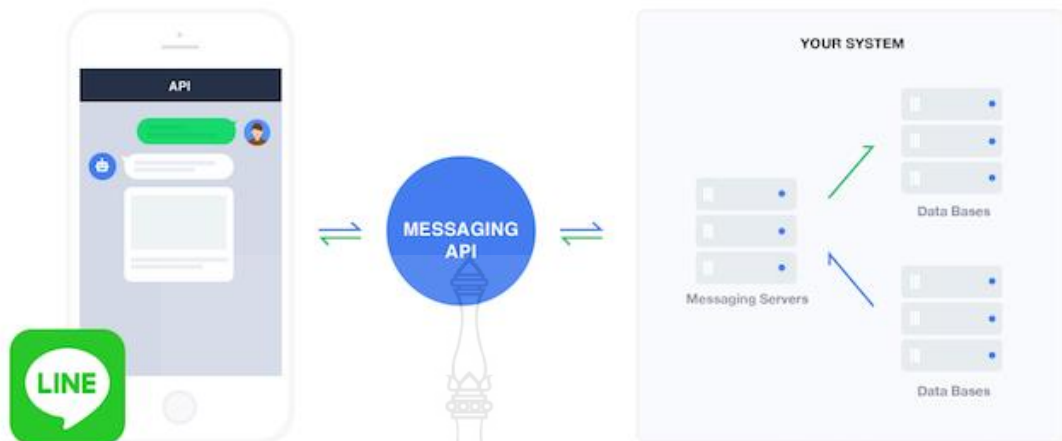 API
LINE
MESSAGING
API
YOUR SYSTEM
Messaging Servers
Data Bases
Data Bases